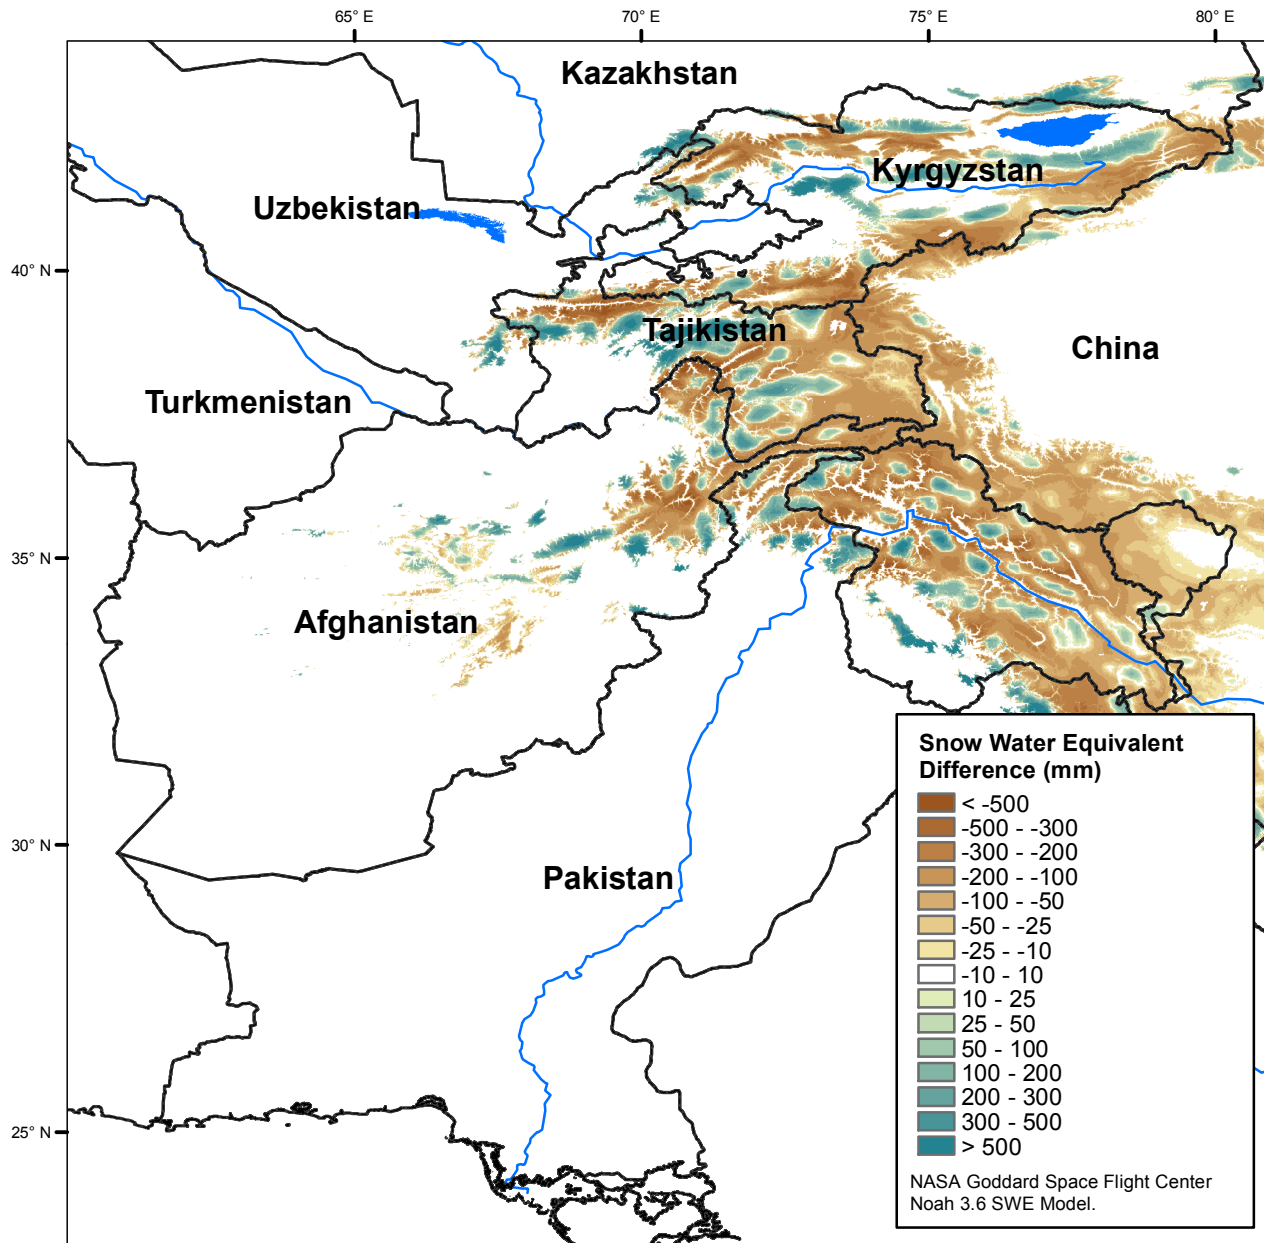 65° E
70° E
75° E
80° E
Kazakhstan
Kyrgyzstan
Uzbekistan
40° N
Tajikistan
China
Turkmenistan
35° N
Afghanistan
Snow Water Equivalent
Difference (mm)
< -500
-500 - -300
-300 - -200
-200 - -100
-100 - -50
-50 - -25
-25 - -10
-10 - 10
10 - 25
25 - 50
50 - 100
100 - 200
200 - 300
300 - 500
> 500
30° N
Pakistan
25° N
NASA Goddard Space Flight Center
Noah 3.6 SWE Model.